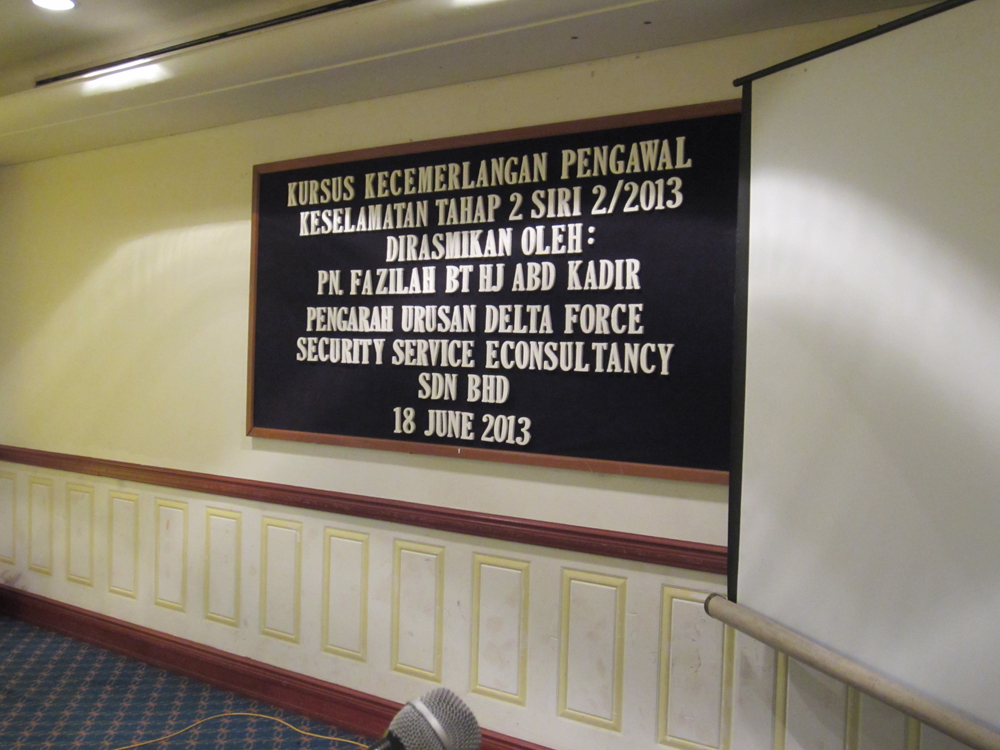 KURSUS KECEMERLANGAN PENGAWAL
KESELAMATAN TAHAP 2 SIRI 2/2013
DIRASMIKAN OLEH:
PN. FAZILAH BT HJ ABD KADIR
PENGARAH URUSAN DELTA FORCE
SECURITY SERVICE ECONSULTANCY
SDN BHD
18 JUNE 2013